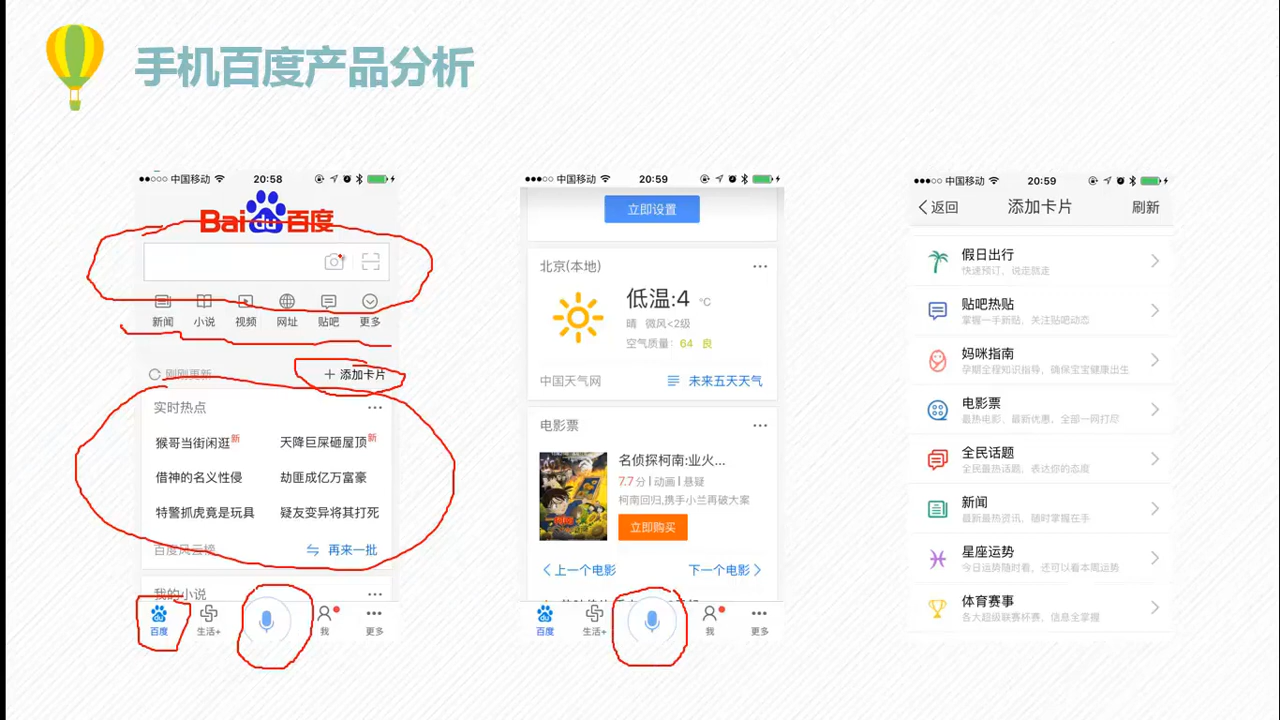 手机百度产品分析
中国移动 20:58
Bai du 百度
新闻 小说 视频 网址 贴吧 更多
刚刚更新 + 添加卡片
实时热点
猴哥当街闲逛新 天降巨屎砸屋顶新
借神的名义性侵 劫匪成亿万富豪
特警抓虎竟是玩具 疑友变异将其打死
百度风云榜 再来一批
我的小说
百度 生活+ 我 更多
中国移动 20:59
立即设置
北京(本地)
低温:4 °C
晴 微风<2级
空气质量: 64 良
中国天气网 未来五天天气
电影票
名侦探柯南:业火...
7.7分 | 动画 | 悬疑
柯南回归,携手小兰再破大案
立即购买
上一个电影 下一个电影
百度 生活+ 我 更多
中国移动 20:59
返回 添加卡片 刷新
假日出行
快速预订，说走就走
贴吧热贴
掌握一手新贴，关注贴吧动态
妈咪指南
孕期全程知识指导，确保宝宝健康出生
电影票
最热电影，最新优惠，全部一网打尽
全民话题
全民最热话题，表达你的态度
新闻
最新最热资讯，随时掌握在手
星座运势
今日运势随时看，还可以看本周运势
体育赛事
各大超级联赛杯赛，信息全掌握